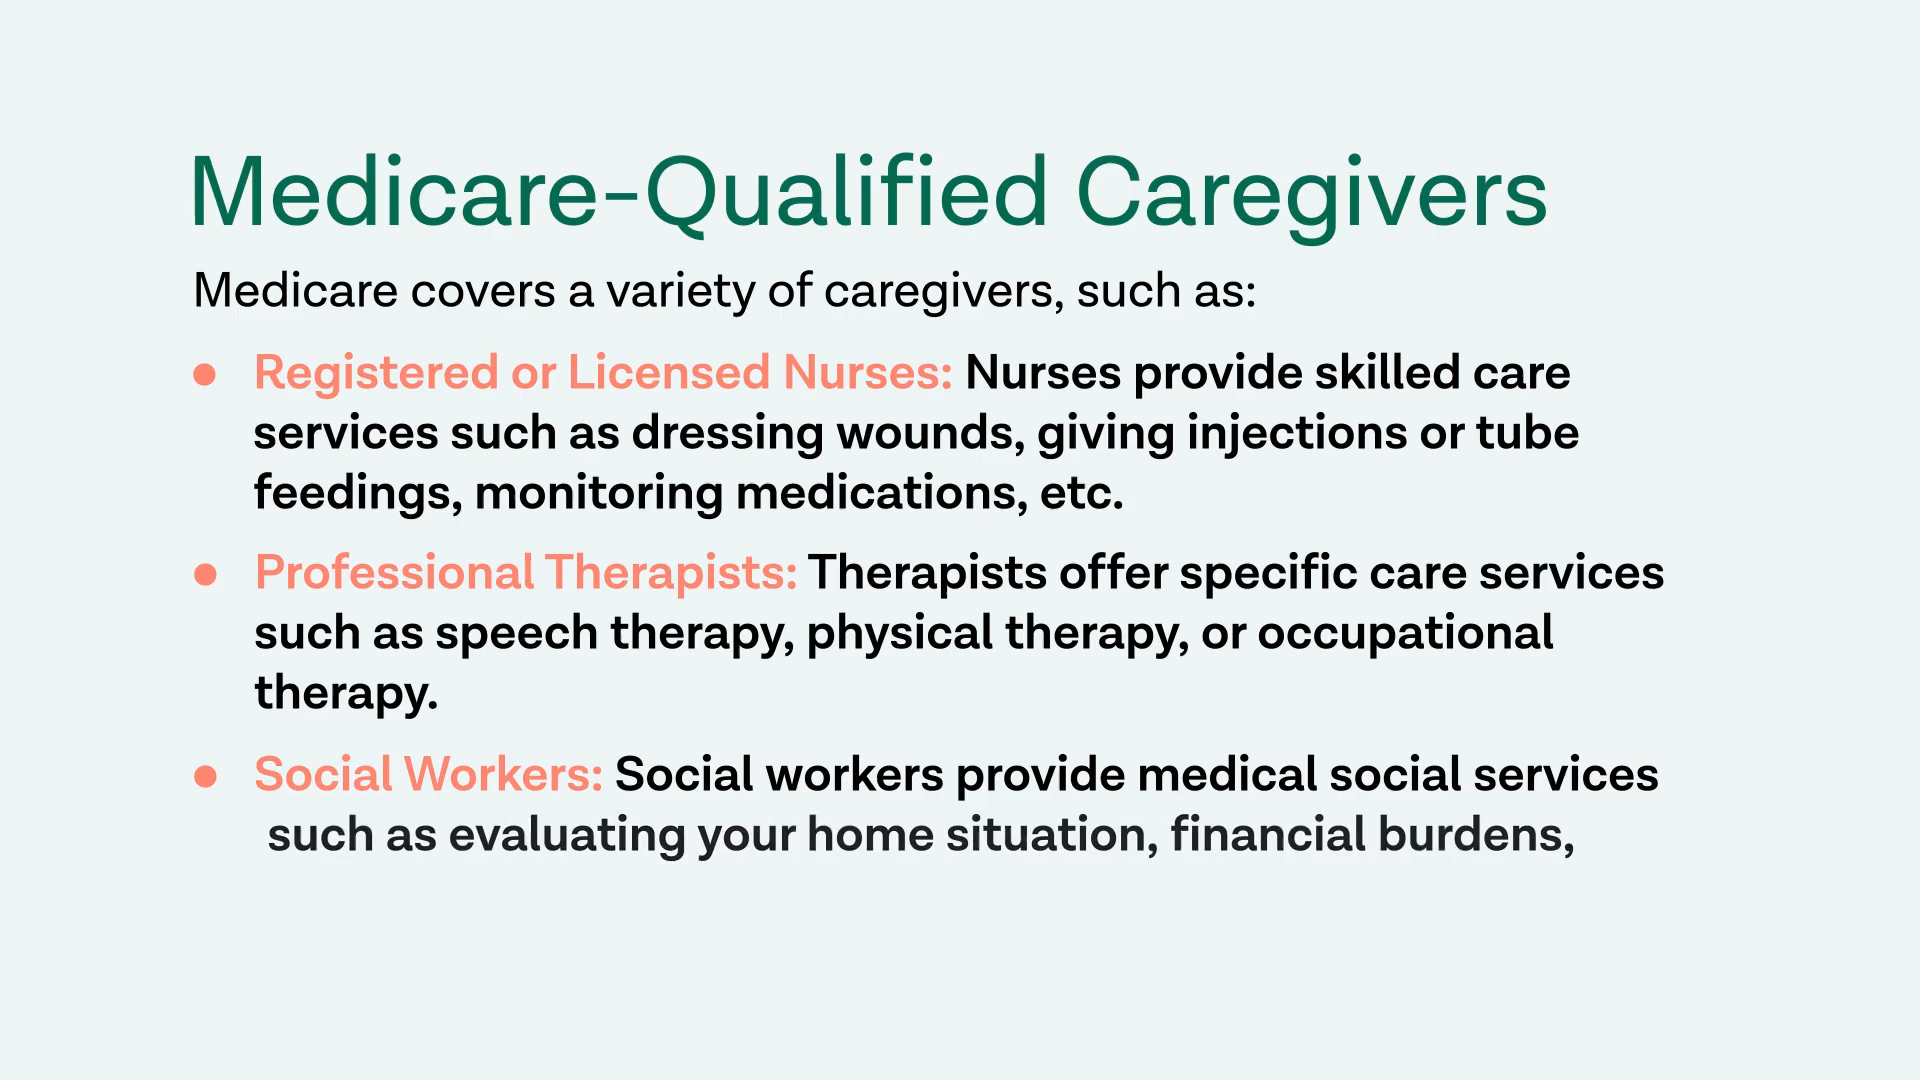 Medicare-Qualified Caregivers
Medicare covers a variety of caregivers, such as:
● Registered or Licensed Nurses: Nurses provide skilled care
services such as dressing wounds, giving injections or tube
feedings, monitoring medications, etc.
● Professional Therapists: Therapists offer specific care services
such as speech therapy, physical therapy, or occupational
therapy.
● Social Workers: Social workers provide medical social services
such as evaluating your home situation, financial burdens,